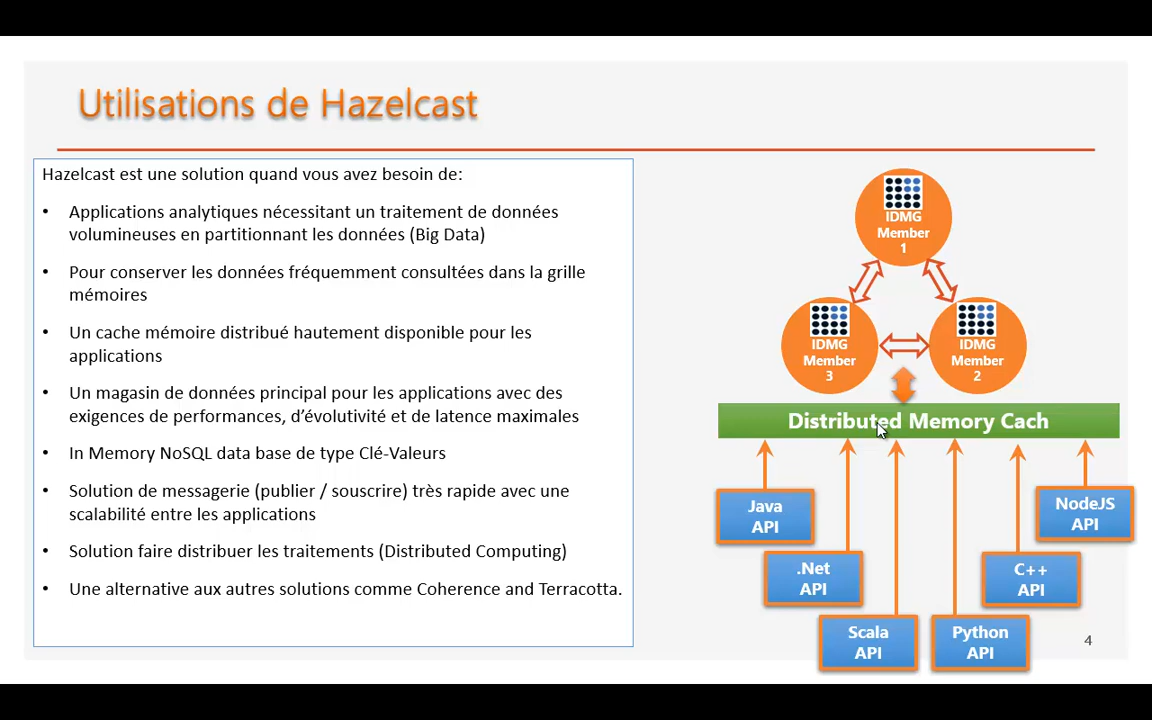 Utilisations de Hazelcast
Hazelcast est une solution quand vous avez besoin de:
• Applications analytiques nécessitant un traitement de données
volumineuses en partitionnant les données (Big Data)
• Pour conserver les données fréquemment consultées dans la grille
mémoires
• Un cache mémoire distribué hautement disponible pour les
applications
• Un magasin de données principal pour les applications avec des
exigences de performances, d’évolutivité et de latence maximales
• In Memory NoSQL data base de type Clé-Valeurs
• Solution de messagerie (publier / souscrire) très rapide avec une
scalabilité entre les applications
• Solution faire distribuer les traitements (Distributed Computing)
• Une alternative aux autres solutions comme Coherence and Terracotta.
IDMG
Member
1
IDMG
Member
3
IDMG
Member
2
Distributed Memory Cach
Java
API
NodeJS
API
.Net
API
C++
API
Scala
API
Python
API
4